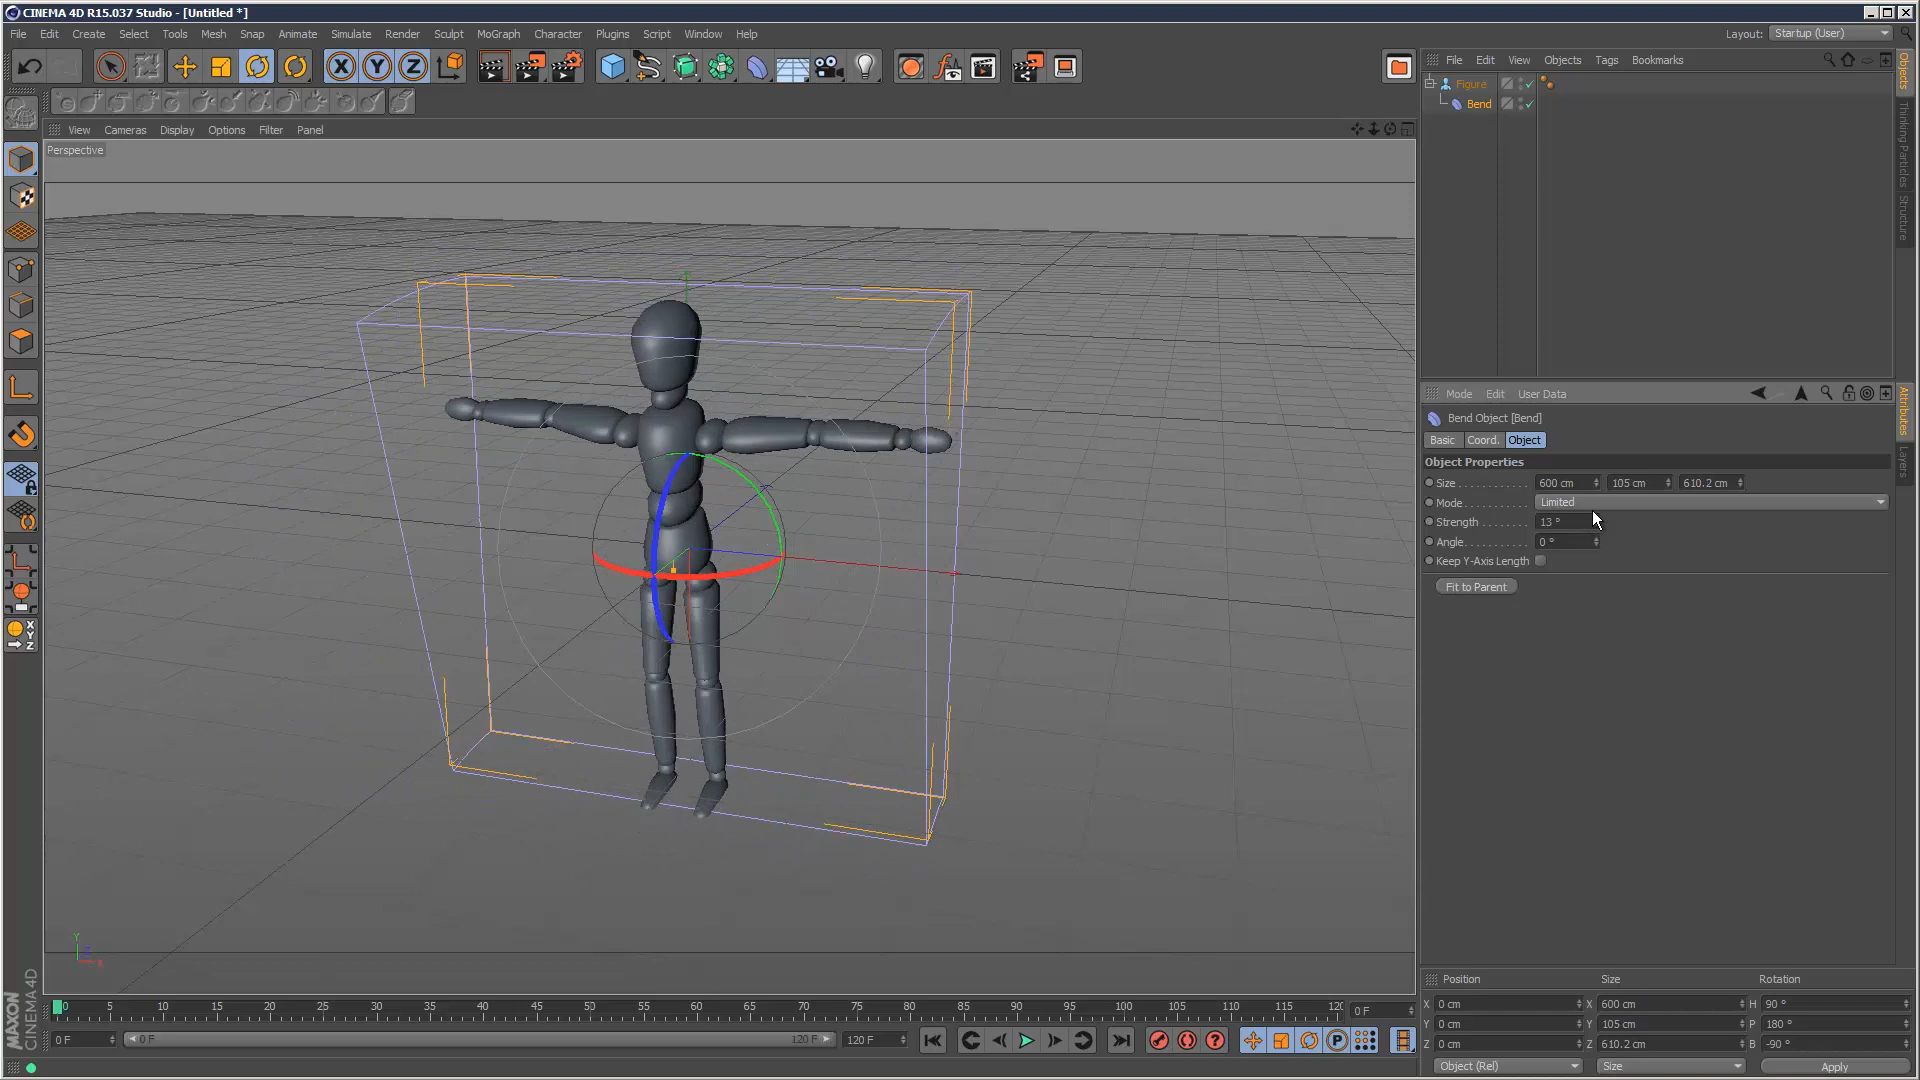 CINEMA 4D R15.037 Studio - [Untitled *]
File Edit Create Select Tools Mesh Snap Animate Simulate Render Sculpt MoGraph Character Plugins Script Window Help
Layout: Startup (User)
X Y Z
File Edit View Objects Tags Bookmarks
Figure
Bend
View Cameras Display Options Filter Panel
Perspective
Objects
Thinking Particles
Structure
Mode Edit User Data
Bend Object [Bend]
Basic Coord. Object
Object Properties
Size 600 cm 105 cm 610.2 cm
Mode Limited
Strength 13 °
Angle 0 °
Keep Y-Axis Length
Fit to Parent
Attributes
Layers
X
Y
Z
Y
Z
X
0 5 10 15 20 25 30 35 40 45 50 55 60 65 70 75 80 85 90 95 100 105 110 115 120 0 F
0 F 0 F 120 F 120 F
P
MAXON
CINEMA 4D
Position Size Rotation
X 0 cm X 600 cm H 90 °
Y 0 cm Y 105 cm P 180 °
Z 0 cm Z 610.2 cm B -90 °
Object (Rel) Size Apply